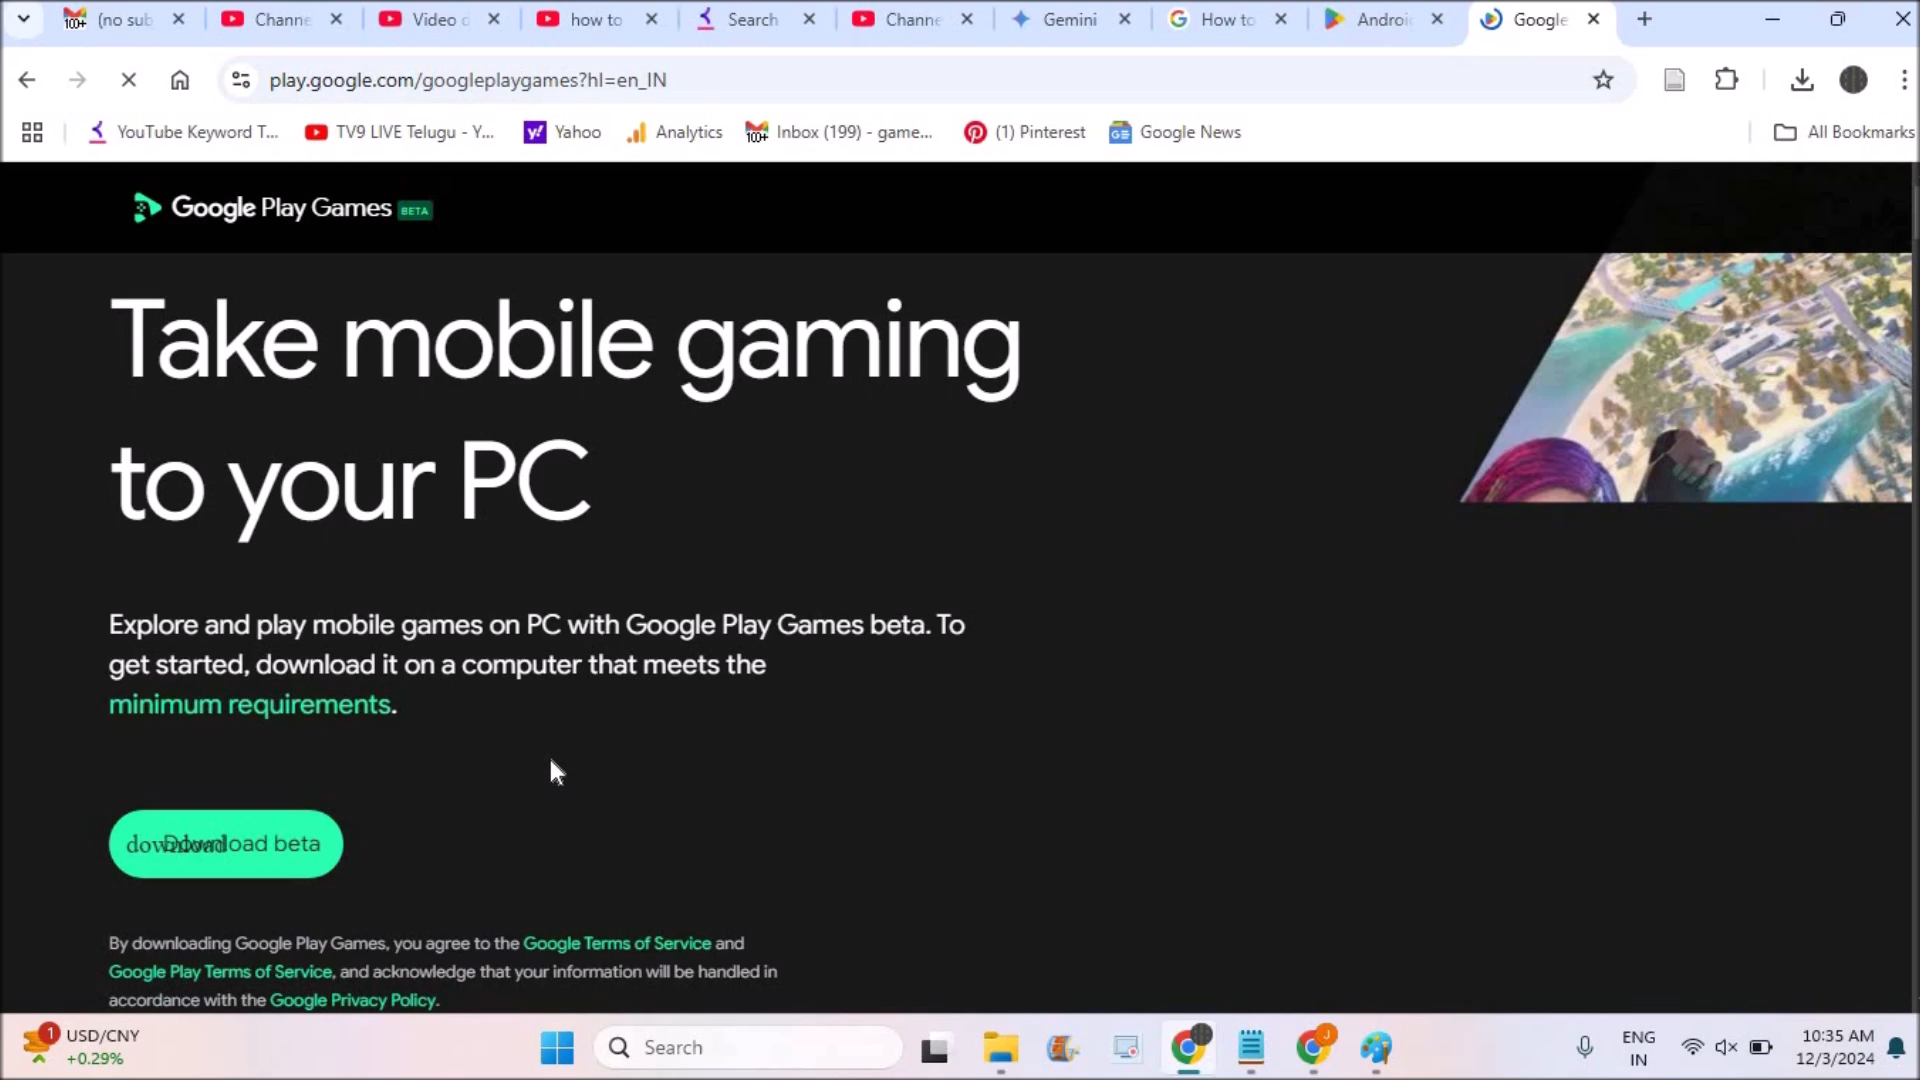 (no sub
Channe
Video d
how to
Search
Channe
Gemini
How to
Androi
Google
play.google.com/googleplaygames?hl=en_IN
YouTube Keyword T...
TV9 LIVE Telugu - Y...
Yahoo
Analytics
Inbox (199) - game...
(1) Pinterest
Google News
All Bookmarks
Google Play Games BETA
Take mobile gaming
to your PC
Explore and play mobile games on PC with Google Play Games beta. To
get started, download it on a computer that meets the
minimum requirements.
download Download beta
By downloading Google Play Games, you agree to the Google Terms of Service and
Google Play Terms of Service, and acknowledge that your information will be handled in
accordance with the Google Privacy Policy.
1
USD/CNY
+0.29%
Search
ENG
IN
10:35 AM
12/3/2024